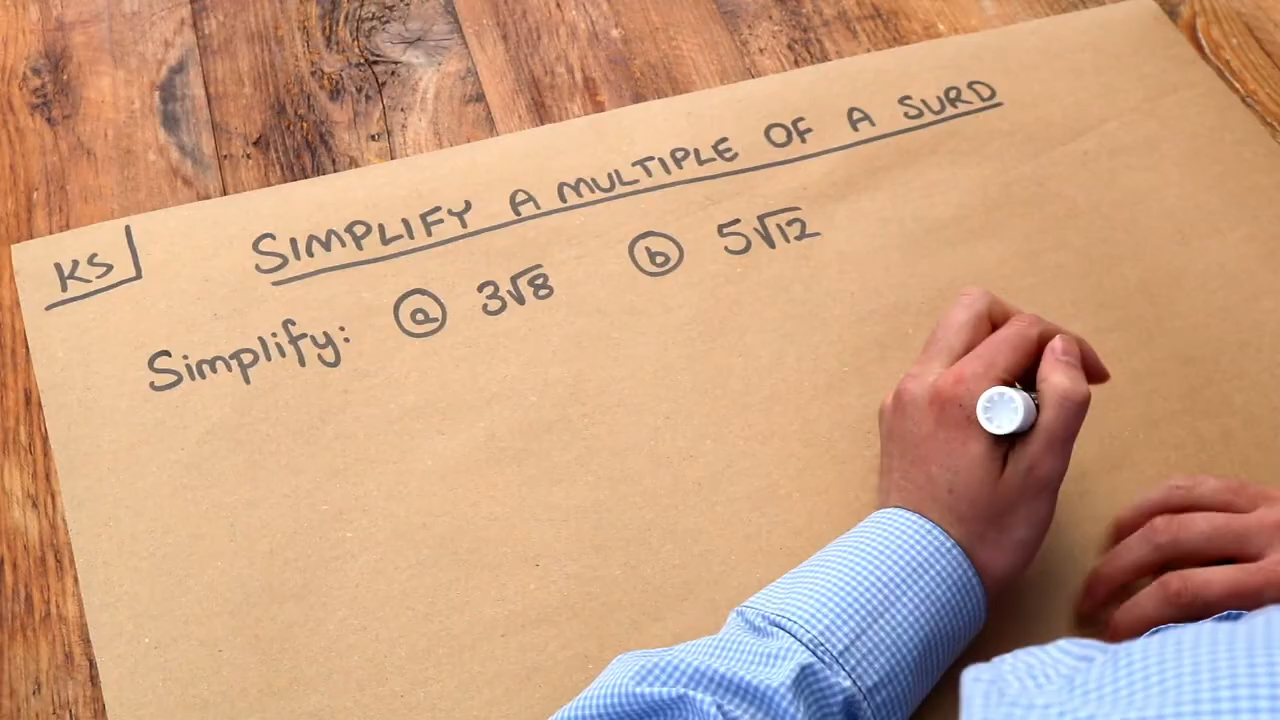 KS
SIMPLIFY A MULTIPLE OF A SURD
Simplify: ⓐ 3√8 ⓑ 5√12